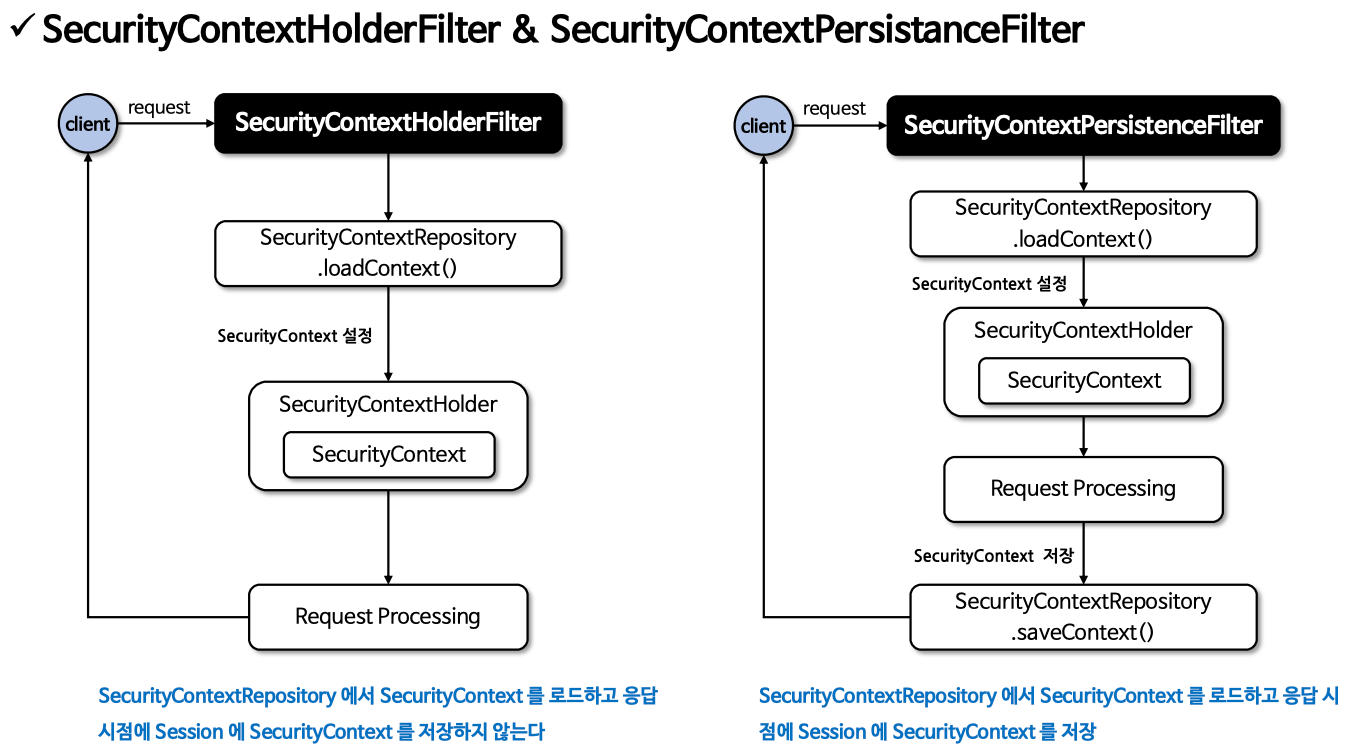 ✓ SecurityContextHolderFilter & SecurityContextPersistanceFilter
client
request
SecurityContextHolderFilter
SecurityContextRepository
.loadContext()
SecurityContext 설정
SecurityContextHolder
SecurityContext
Request Processing
SecurityContextRepository 에서 SecurityContext 를 로드하고 응답
시점에 Session 에 SecurityContext 를 저장하지 않는다
client
request
SecurityContextPersistenceFilter
SecurityContextRepository
.loadContext()
SecurityContext 설정
SecurityContextHolder
SecurityContext
Request Processing
SecurityContext 저장
SecurityContextRepository
.saveContext()
SecurityContextRepository 에서 SecurityContext 를 로드하고 응답 시
점에 Session 에 SecurityContext 를 저장